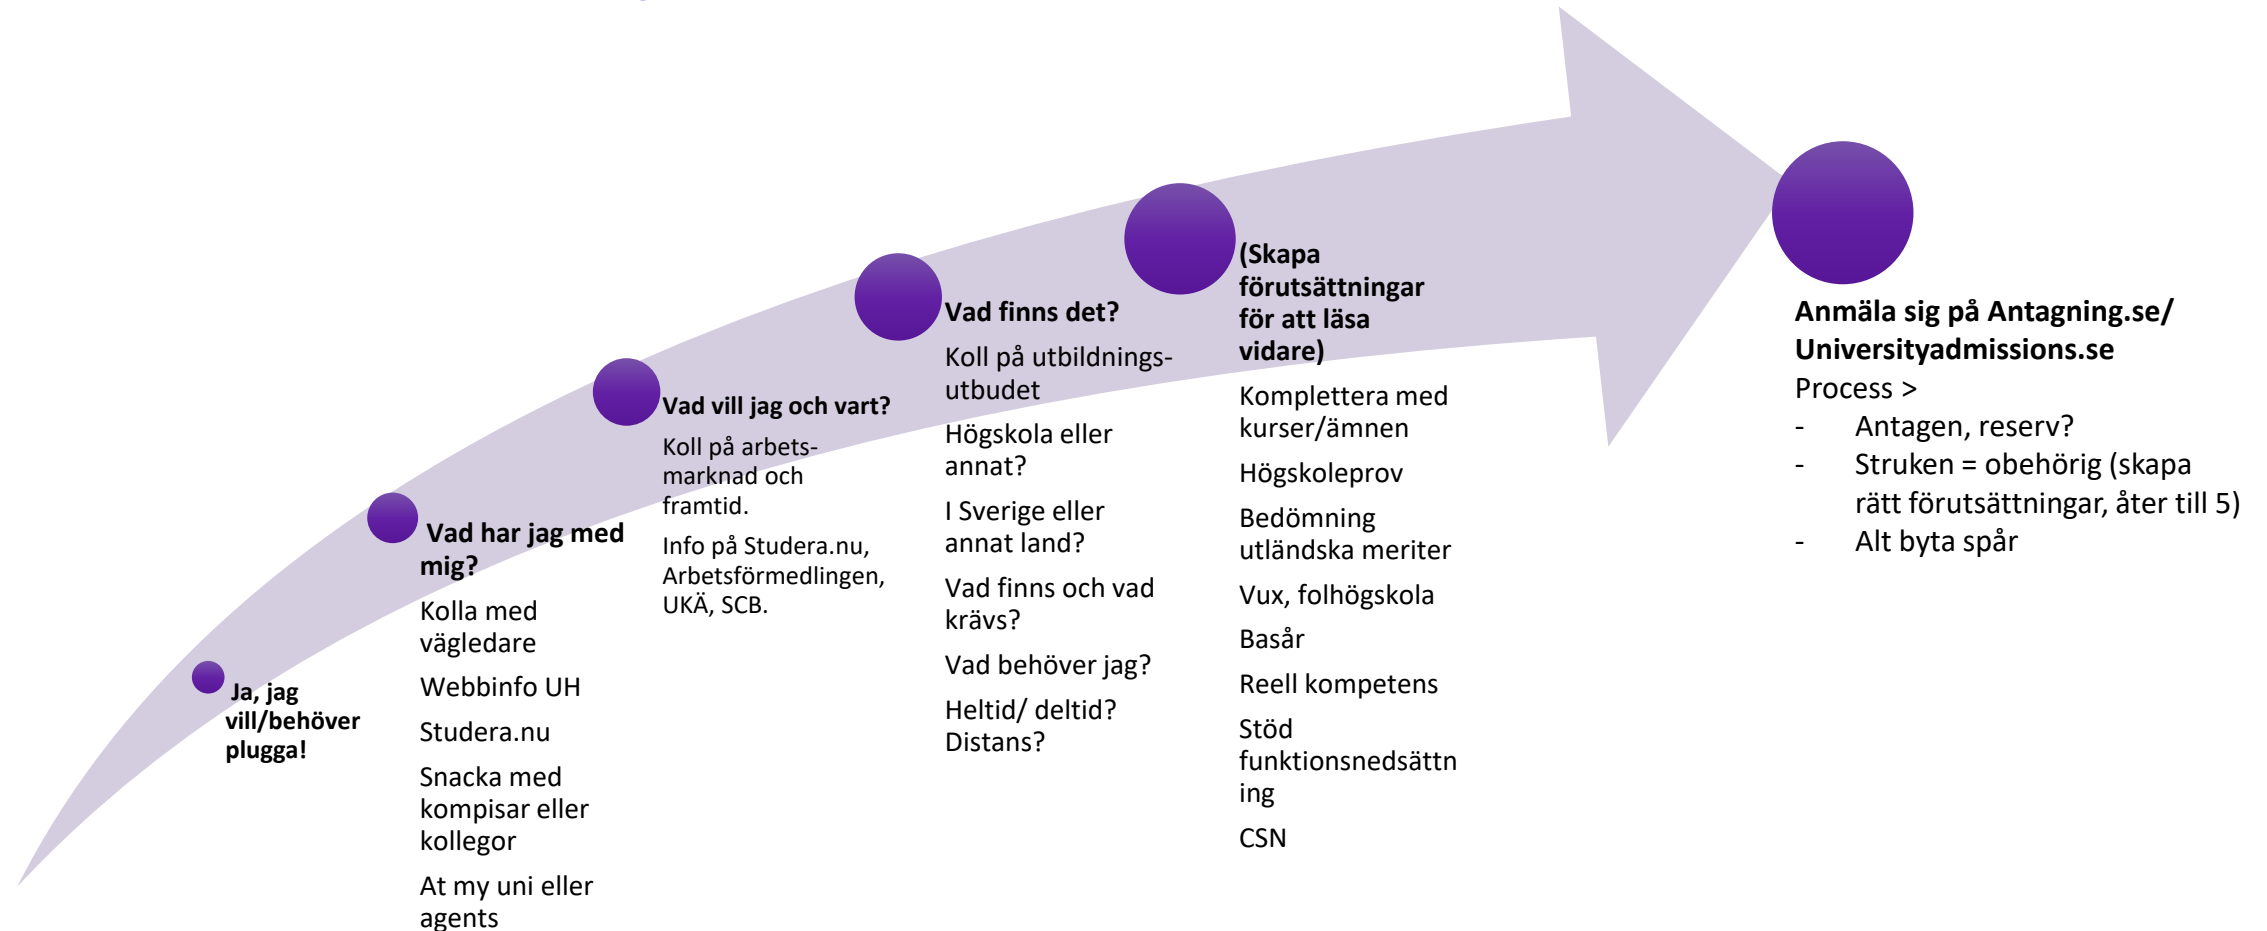 Ja, jag
vill/behöver
plugga!
Vad har jag med
mig?
Kolla med
vägledare
Webbinfo UH
Studera.nu
Snacka med
kompisar eller
kollegor
At my uni eller
agents
Vad vill jag och vart?
Koll på arbets-
marknad och
framtid.
Info på Studera.nu,
Arbetsförmedlingen,
UKÄ, SCB.
Vad finns det?
Koll på utbildnings-
utbudet
Högskola eller
annat?
I Sverige eller
annat land?
Vad finns och vad
krävs?
Vad behöver jag?
Heltid/ deltid?
Distans?
(Skapa
förutsättningar
för att läsa
vidare)
Komplettera med
kurser/ämnen
Högskoleprov
Bedömning
utländska meriter
Vux, folhögskola
Basår
Reell kompetens
Stöd
funktionsnedsättn
ing
CSN
Anmäla sig på Antagning.se/
Universityadmissions.se
Process >
- Antagen, reserv?
- Struken = obehörig (skapa
rätt förutsättningar, åter till 5)
- Alt byta spår